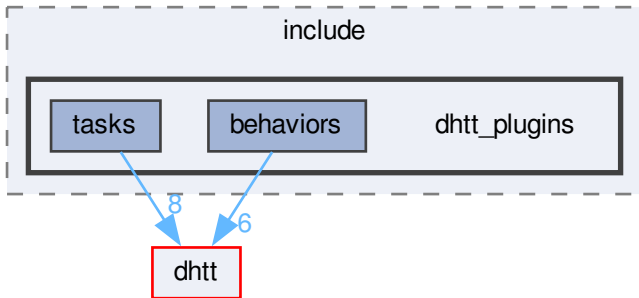 include
tasks
behaviors
dhtt_plugins
8
6
dhtt